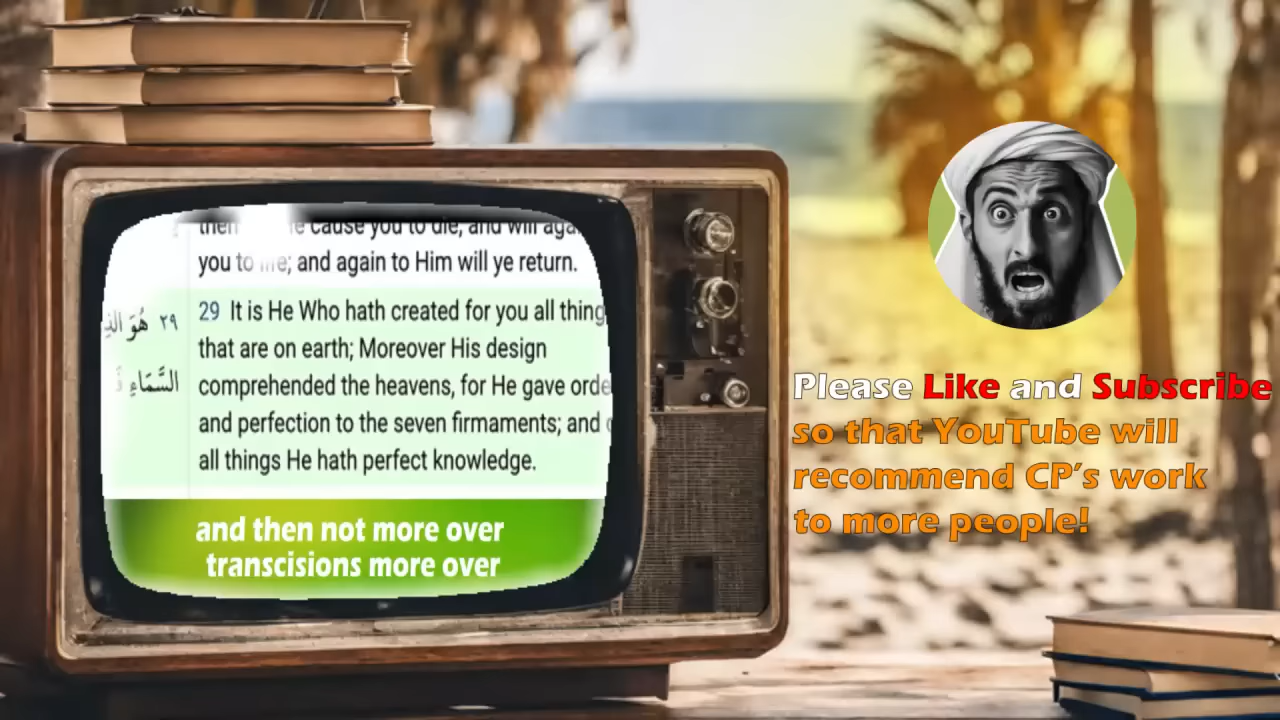 you to
; and again to Him will ye return.
٢٩ هُوَ
29 It is He Who hath created for you all thing
that are on earth; Moreover His design
السَّمَاءِ
comprehended the heavens, for He gave orde
and perfection to the seven firmaments; and
all things He hath perfect knowledge.
and then not more over
transcisions more over
Please Like and Subscribe
so that YouTube will
recommend CP's work
to more people!